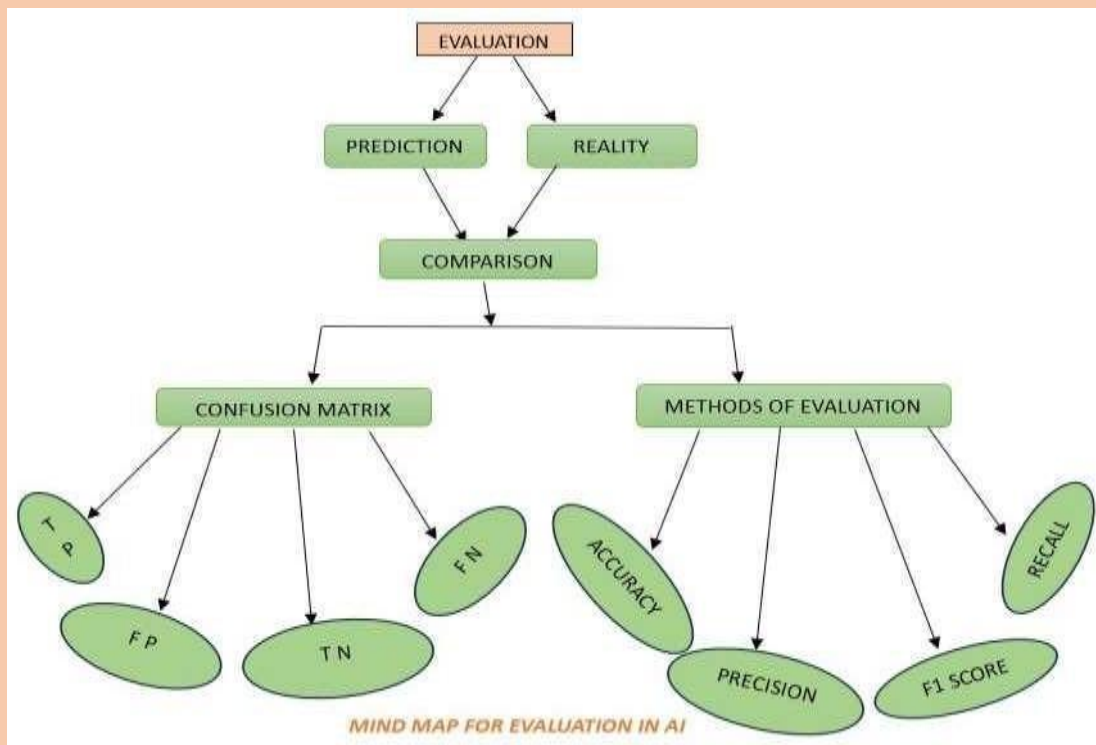 EVALUATION
PREDICTION
REALITY
COMPARISON
CONFUSION MATRIX
METHODS OF EVALUATION
T
P
F P
T N
F N
ACCURACY
PRECISION
F1 SCORE
RECALL
MIND MAP FOR EVALUATION IN AI